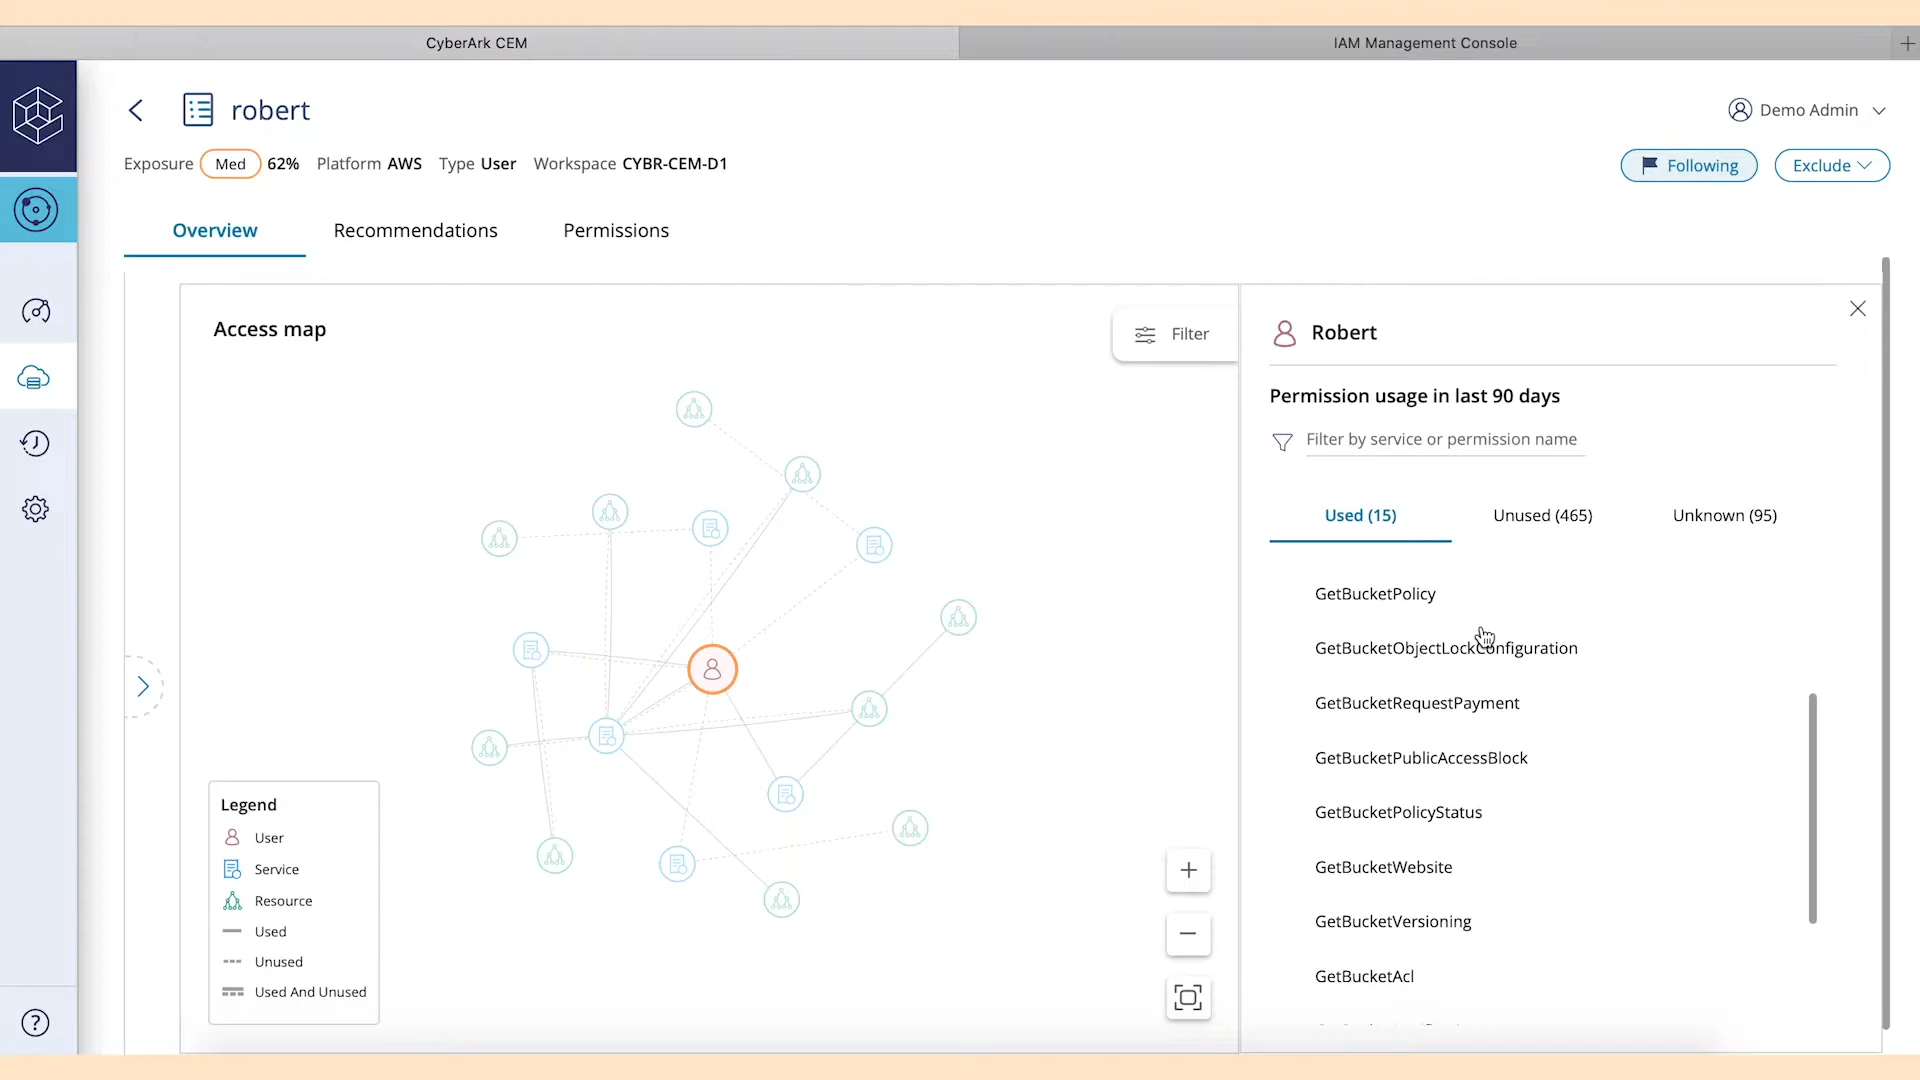 CyberArk CEM
IAM Management Console
robert
Demo Admin
Exposure Med 62% Platform AWS Type User Workspace CYBR-CEM-D1
Following
Exclude
Overview
Recommendations
Permissions
Access map
Filter
Legend
User
Service
Resource
Used
Unused
Used And Unused
Robert
Permission usage in last 90 days
Filter by service or permission name
Used (15)
Unused (465)
Unknown (95)
GetBucketPolicy
GetBucketObjectLockConfiguration
GetBucketRequestPayment
GetBucketPublicAccessBlock
GetBucketPolicyStatus
GetBucketWebsite
GetBucketVersioning
GetBucketAcl